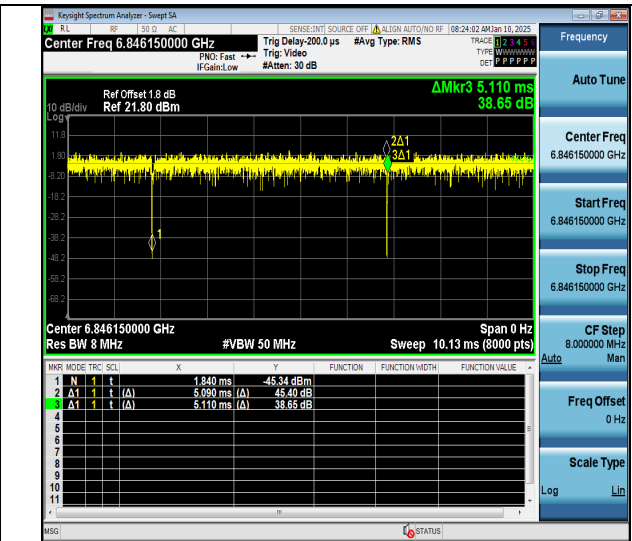 Keysight Spectrum Analyzer - Swept SA
LXI RL RF 50 Ω AC SENSE:INT SOURCE OFF ALIGN AUTO/NO RF 08:24:02 AM Jan 10, 2025
Center Freq 6.846150000 GHz
PNO: Fast
IFGain:Low
Trig Delay-200.0 µs #Avg Type: RMS
Trig: Video
#Atten: 30 dB
TRACE 1 2 3 4 5 6
TYPE WWWWWW
DET P P P P P P
Frequency
ΔMkr3 5.110 ms
38.65 dB
Ref Offset 1.8 dB
10 dB/div Ref 21.80 dBm
Log
11.8
1.80
-8.20
-18.2
-28.2
-38.2
-48.2
-58.2
-68.2
2Δ1
3Δ1
1
Center 6.846150000 GHz Span 0 Hz
Res BW 8 MHz #VBW 50 MHz Sweep 10.13 ms (8000 pts)
MKR MODE TRC SCL X Y FUNCTION FUNCTION WIDTH FUNCTION VALUE
1 N 1 t 1.840 ms -45.34 dBm
2 Δ1 1 t (Δ) 5.090 ms (Δ) 45.40 dB
3 Δ1 1 t (Δ) 5.110 ms (Δ) 38.65 dB
4
5
6
7
8
9
10
11
MSG STATUS
Auto Tune
Center Freq
6.846150000 GHz
Start Freq
6.846150000 GHz
Stop Freq
6.846150000 GHz
CF Step
8.000000 MHz
Auto Man
Freq Offset
0 Hz
Scale Type
Log Lin